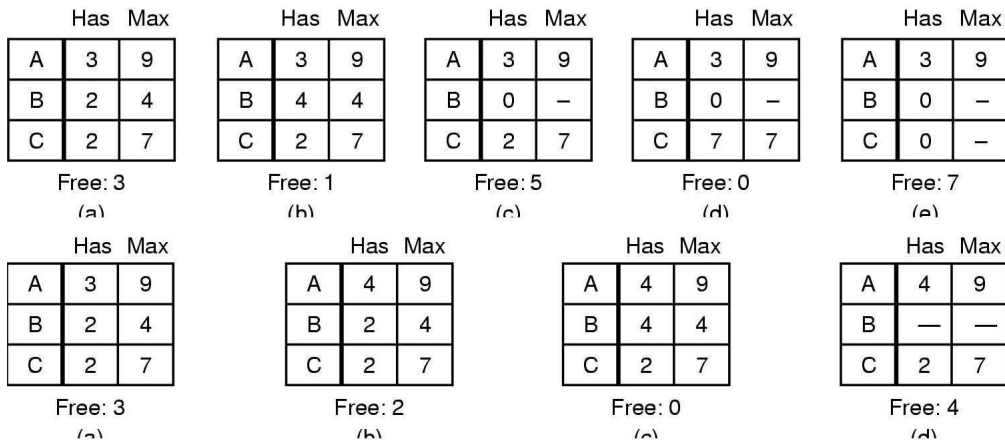 Has Max Has Max Has Max Has Max Has Max
A 3 9 A 3 9 A 3 9 A 3 9 A 3 9
B 2 4 B 4 4 B 0 – B 0 – B 0 –
C 2 7 C 2 7 C 2 7 C 7 7 C 0 –
Free: 3 Free: 1 Free: 5 Free: 0 Free: 7
(a) (b) (c) (d) (e)
Has Max Has Max Has Max Has Max
A 3 9 A 4 9 A 4 9 A 4 9
B 2 4 B 2 4 B 4 4 B — —
C 2 7 C 2 7 C 2 7 C 2 7
Free: 3 Free: 2 Free: 0 Free: 4
(a) (b) (c) (d)